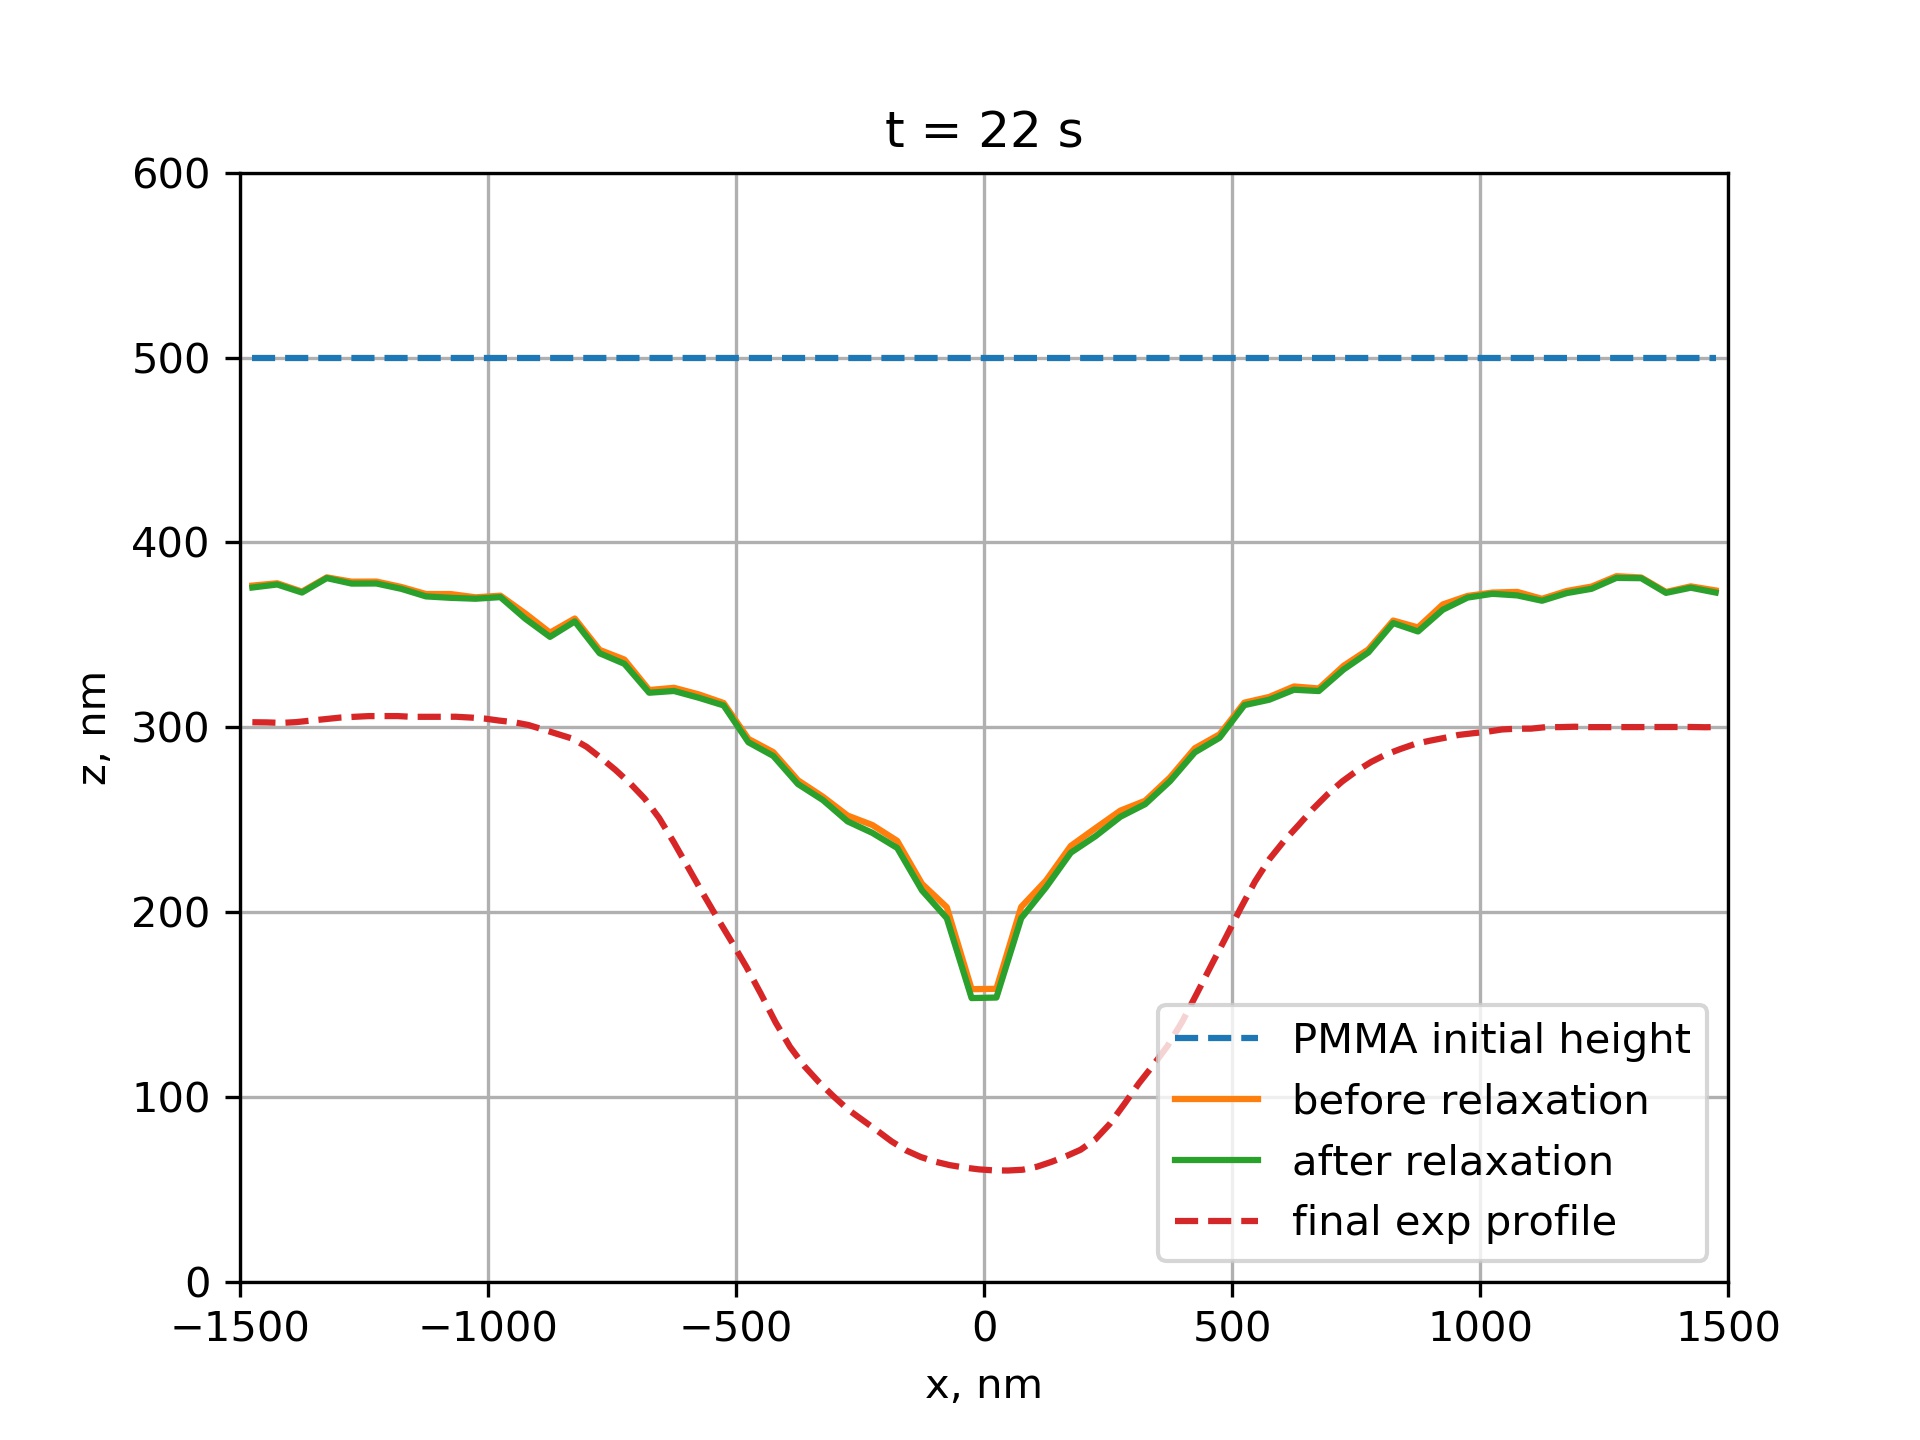 t = 22 s
600
500
400
300
200
100
0
z, nm
−1500 −1000 −500 0 500 1000 1500
x, nm
PMMA initial height
before relaxation
after relaxation
final exp profile